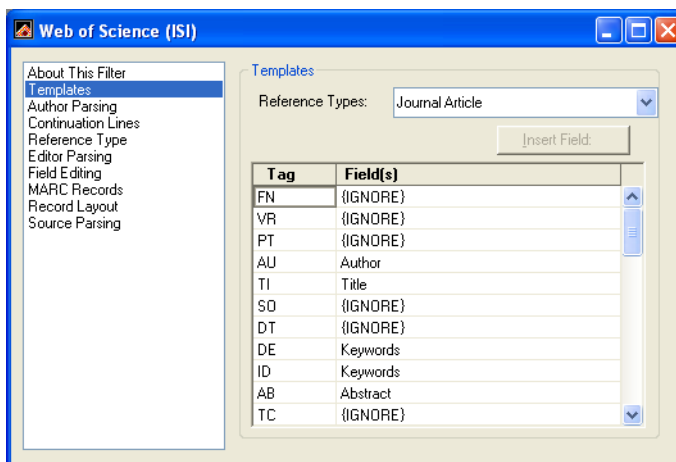 Web of Science (ISI)
About This Filter
Templates
Author Parsing
Continuation Lines
Reference Type
Editor Parsing
Field Editing
MARC Records
Record Layout
Source Parsing
Templates
Reference Types: Journal Article
Insert Field:
Tag Field(s)
FN {IGNORE}
VR {IGNORE}
PT {IGNORE}
AU Author
TI Title
SO {IGNORE}
DT {IGNORE}
DE Keywords
ID Keywords
AB Abstract
TC {IGNORE}